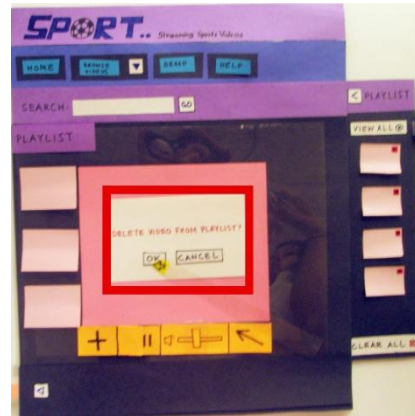 SPORT.. Streaming Sports Videos
HOME
BROWSE VIDEOS
DEMO
HELP
SEARCH:
GO
< PLAYLIST
PLAYLIST
VIEW ALL
DELETE VIDEO FROM PLAYLIST?
OK CANCEL
CLEAR ALL